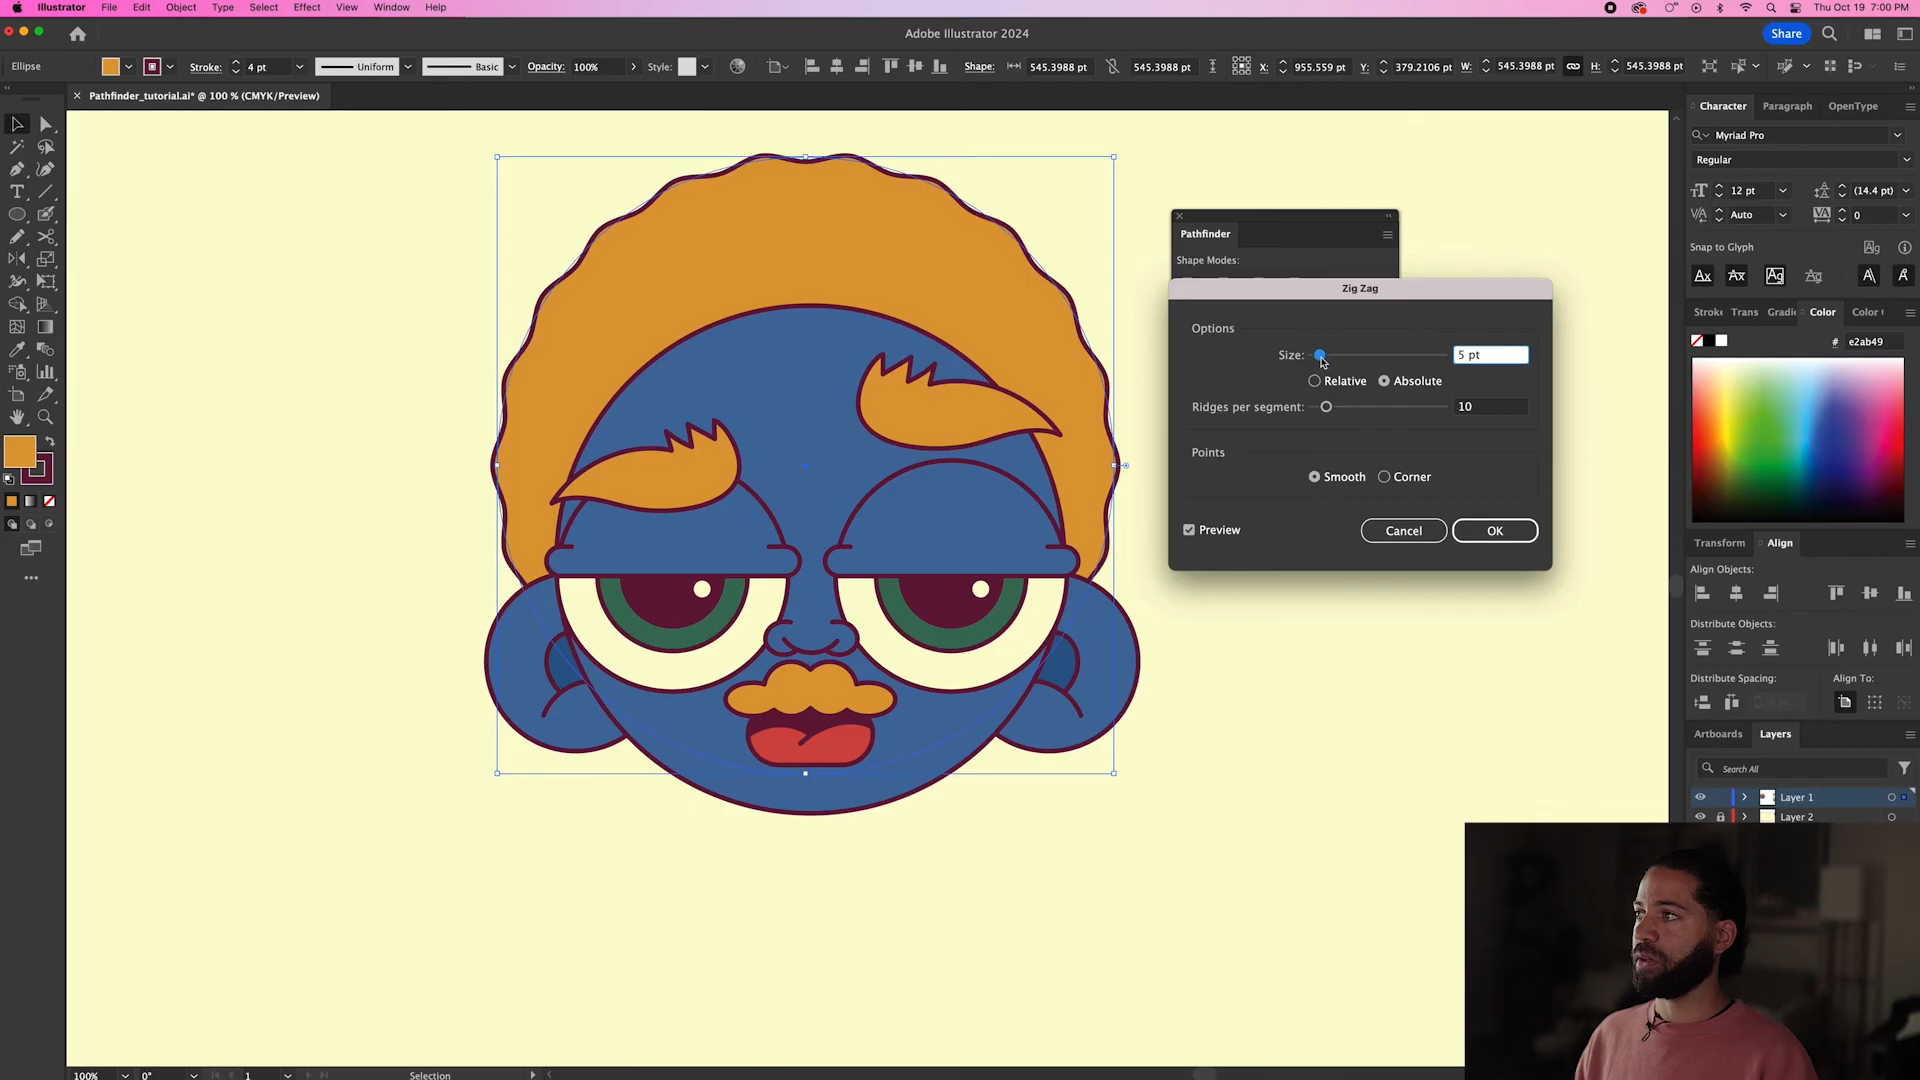 Illustrator File Edit Object Type Select Effect View Window Help Thu Oct 19 7:00 PM
Adobe Illustrator 2024 Share
Ellipse Stroke: 4 pt Uniform Basic Opacity: 100% Style: Shape: 545.3988 pt 545.3988 pt X: 955.559 pt Y: 379.2106 pt W: 545.3988 pt H: 545.3988 pt
Pathfinder_tutorial.ai* @ 100 % (CMYK/Preview)
Character Paragraph OpenType
Myriad Pro
Regular
12 pt (14.4 pt)
Auto 0
Snap to Glyph
Stroke Trans Gradi Color Color
# e2ab49
Transform Align
Align Objects:
Distribute Objects:
Distribute Spacing: Align To:
Artboards Layers
Search All
Layer 1
Layer 2
Pathfinder
Shape Modes:
Zig Zag
Options
Size: 5 pt
Relative Absolute
Ridges per segment: 10
Points
Smooth Corner
Preview Cancel OK
100% 0° 1 Selection